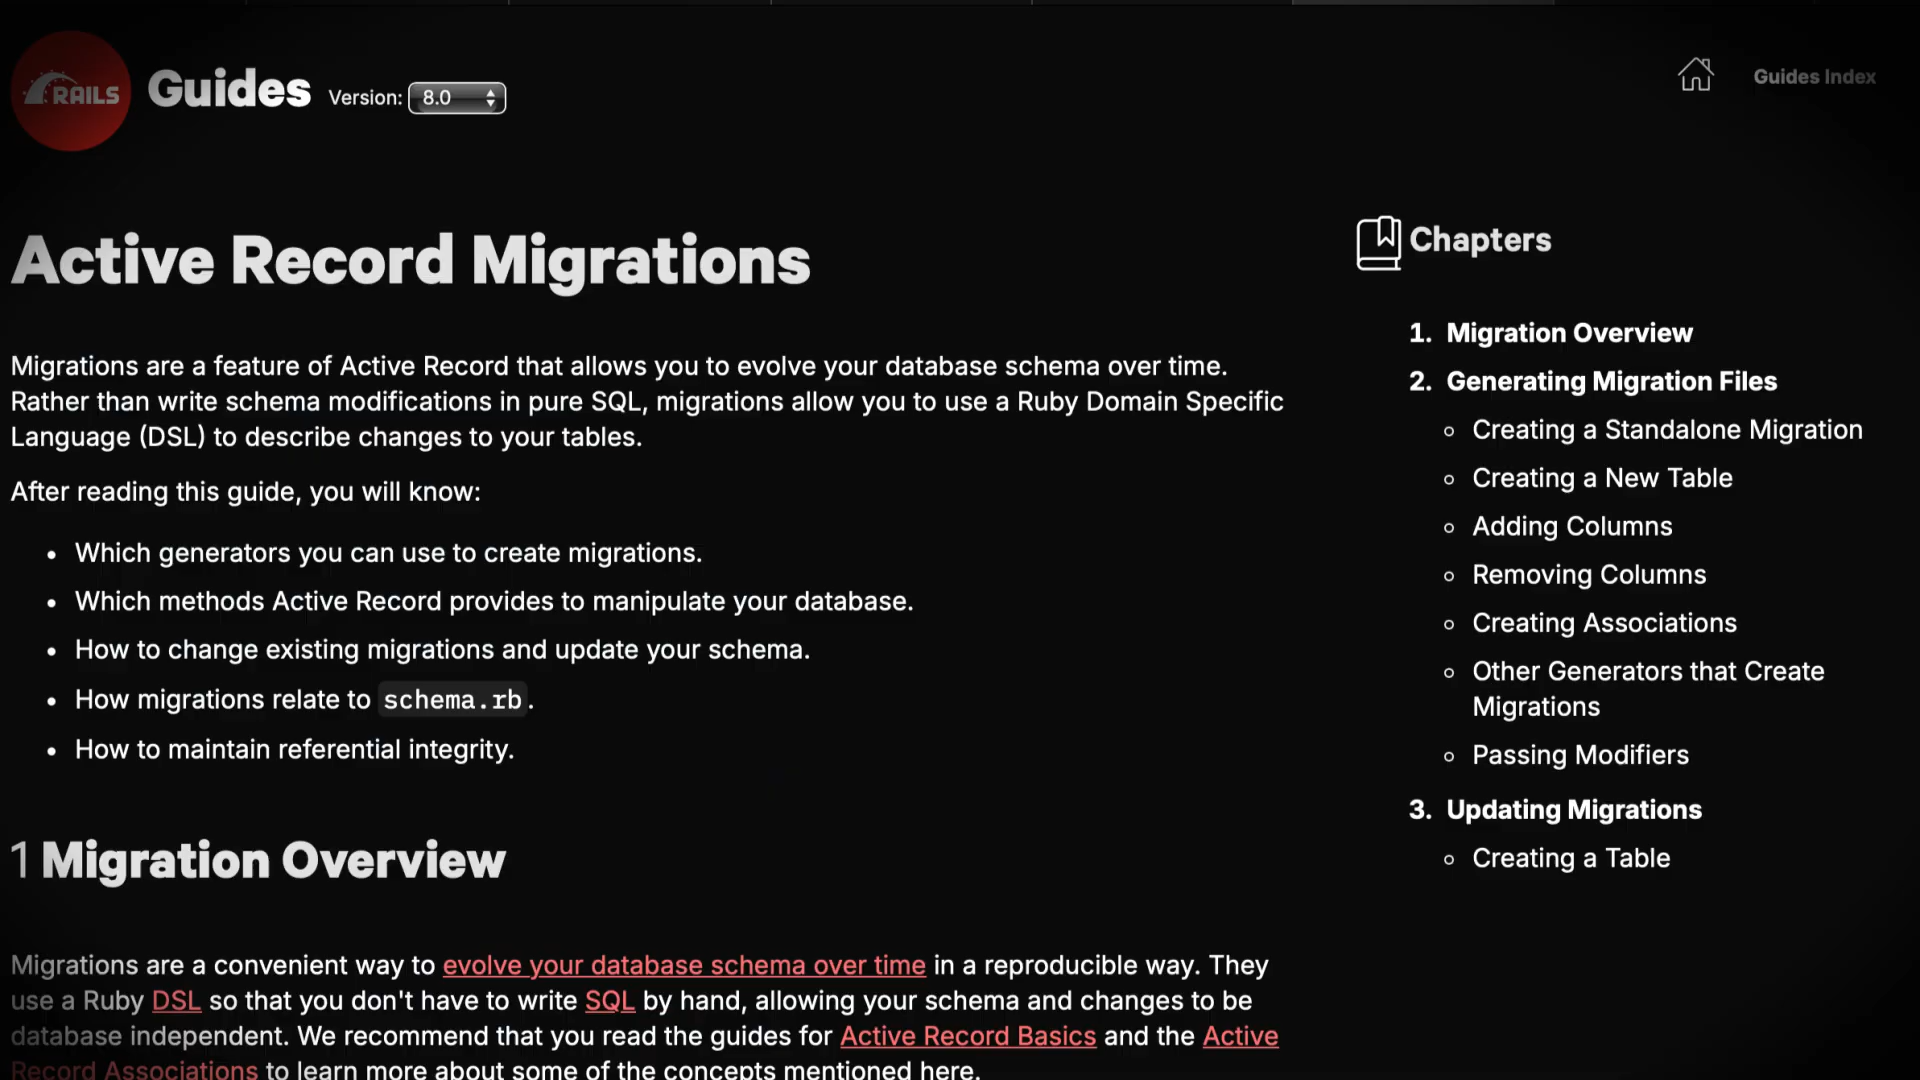 RAILS
Guides
Version: 8.0
Guides Index
Active Record Migrations
Migrations are a feature of Active Record that allows you to evolve your database schema over time.
Rather than write schema modifications in pure SQL, migrations allow you to use a Ruby Domain Specific
Language (DSL) to describe changes to your tables.
After reading this guide, you will know:
• Which generators you can use to create migrations.
• Which methods Active Record provides to manipulate your database.
• How to change existing migrations and update your schema.
• How migrations relate to schema.rb.
• How to maintain referential integrity.
1 Migration Overview
Migrations are a convenient way to evolve your database schema over time in a reproducible way. They
use a Ruby DSL so that you don't have to write SQL by hand, allowing your schema and changes to be
database independent. We recommend that you read the guides for Active Record Basics and the Active
Record Associations to learn more about some of the concepts mentioned here.
Chapters
1. Migration Overview
2. Generating Migration Files
Creating a Standalone Migration
Creating a New Table
Adding Columns
Removing Columns
Creating Associations
Other Generators that Create
Migrations
Passing Modifiers
3. Updating Migrations
Creating a Table